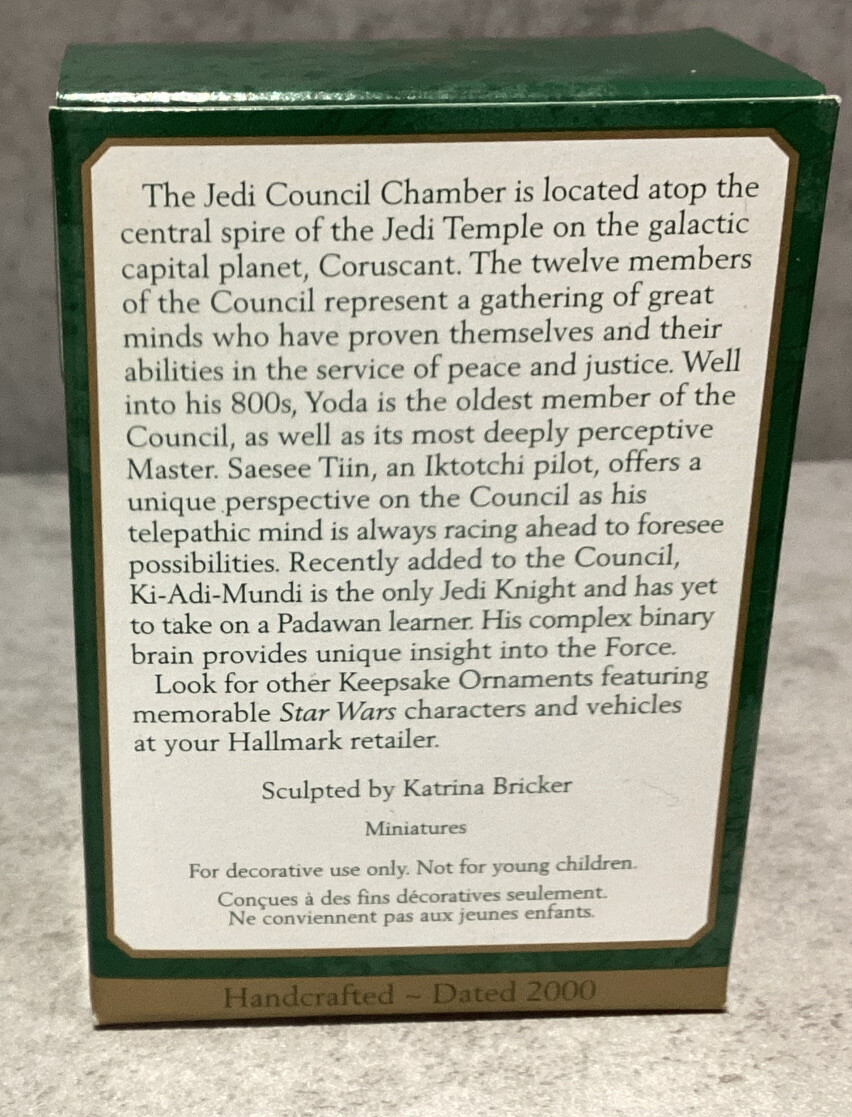 The Jedi Council Chamber is located atop the
central spire of the Jedi Temple on the galactic
capital planet, Coruscant. The twelve members
of the Council represent a gathering of great
minds who have proven themselves and their
abilities in the service of peace and justice. Well
into his 800s, Yoda is the oldest member of the
Council, as well as its most deeply perceptive
Master. Saesee Tiin, an Iktotchi pilot, offers a
unique perspective on the Council as his
telepathic mind is always racing ahead to foresee
possibilities. Recently added to the Council,
Ki-Adi-Mundi is the only Jedi Knight and has yet
to take on a Padawan learner. His complex binary
brain provides unique insight into the Force.
Look for other Keepsake Ornaments featuring
memorable Star Wars characters and vehicles
at your Hallmark retailer.
Sculpted by Katrina Bricker
Miniatures
For decorative use only. Not for young children.
Conçues à des fins décoratives seulement.
Ne conviennent pas aux jeunes enfants.
Handcrafted ~ Dated 2000